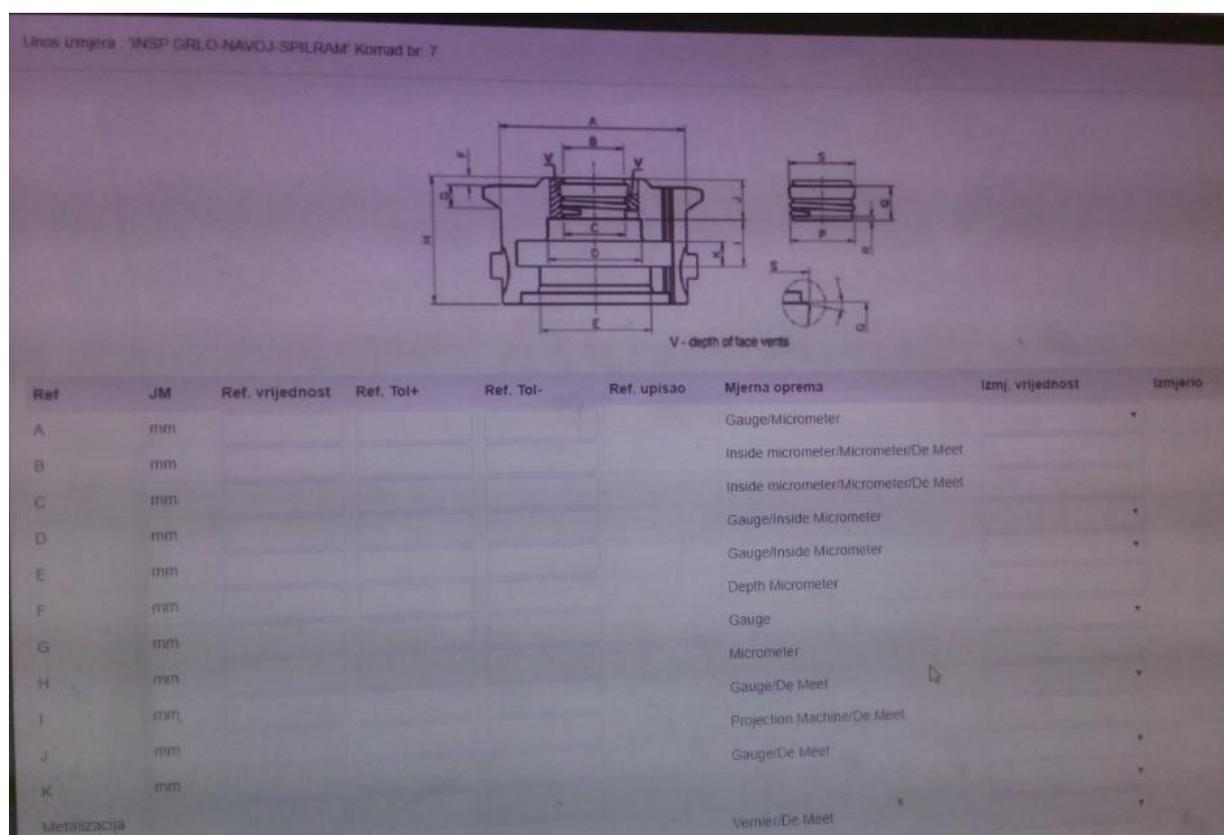 Unos izmjera : 'INSP GRLO-NAVOJ-SPILRAM' Komad br: 7
A
B
F
V V
S
G
J
Q
H
C
P
I
D
K
R
S
T
E
Q
V - depth of face vents
Ref JM Ref. vrijednost Ref. Tol+ Ref. Tol- Ref. upisao Mjerna oprema Izmj. vrijednost Izmjerio
A mm Gauge/Micrometer
B mm Inside micrometer/Micrometer/De Meet
C mm Inside micrometer/Micrometer/De Meet
D mm Gauge/Inside Micrometer
E mm Gauge/Inside Micrometer
F mm Depth Micrometer
G mm Gauge
H mm Micrometer
I mm Gauge/De Meet
J mm Projection Machine/De Meet
K mm Gauge/De Meet
Metalizacija Vernier/De Meet